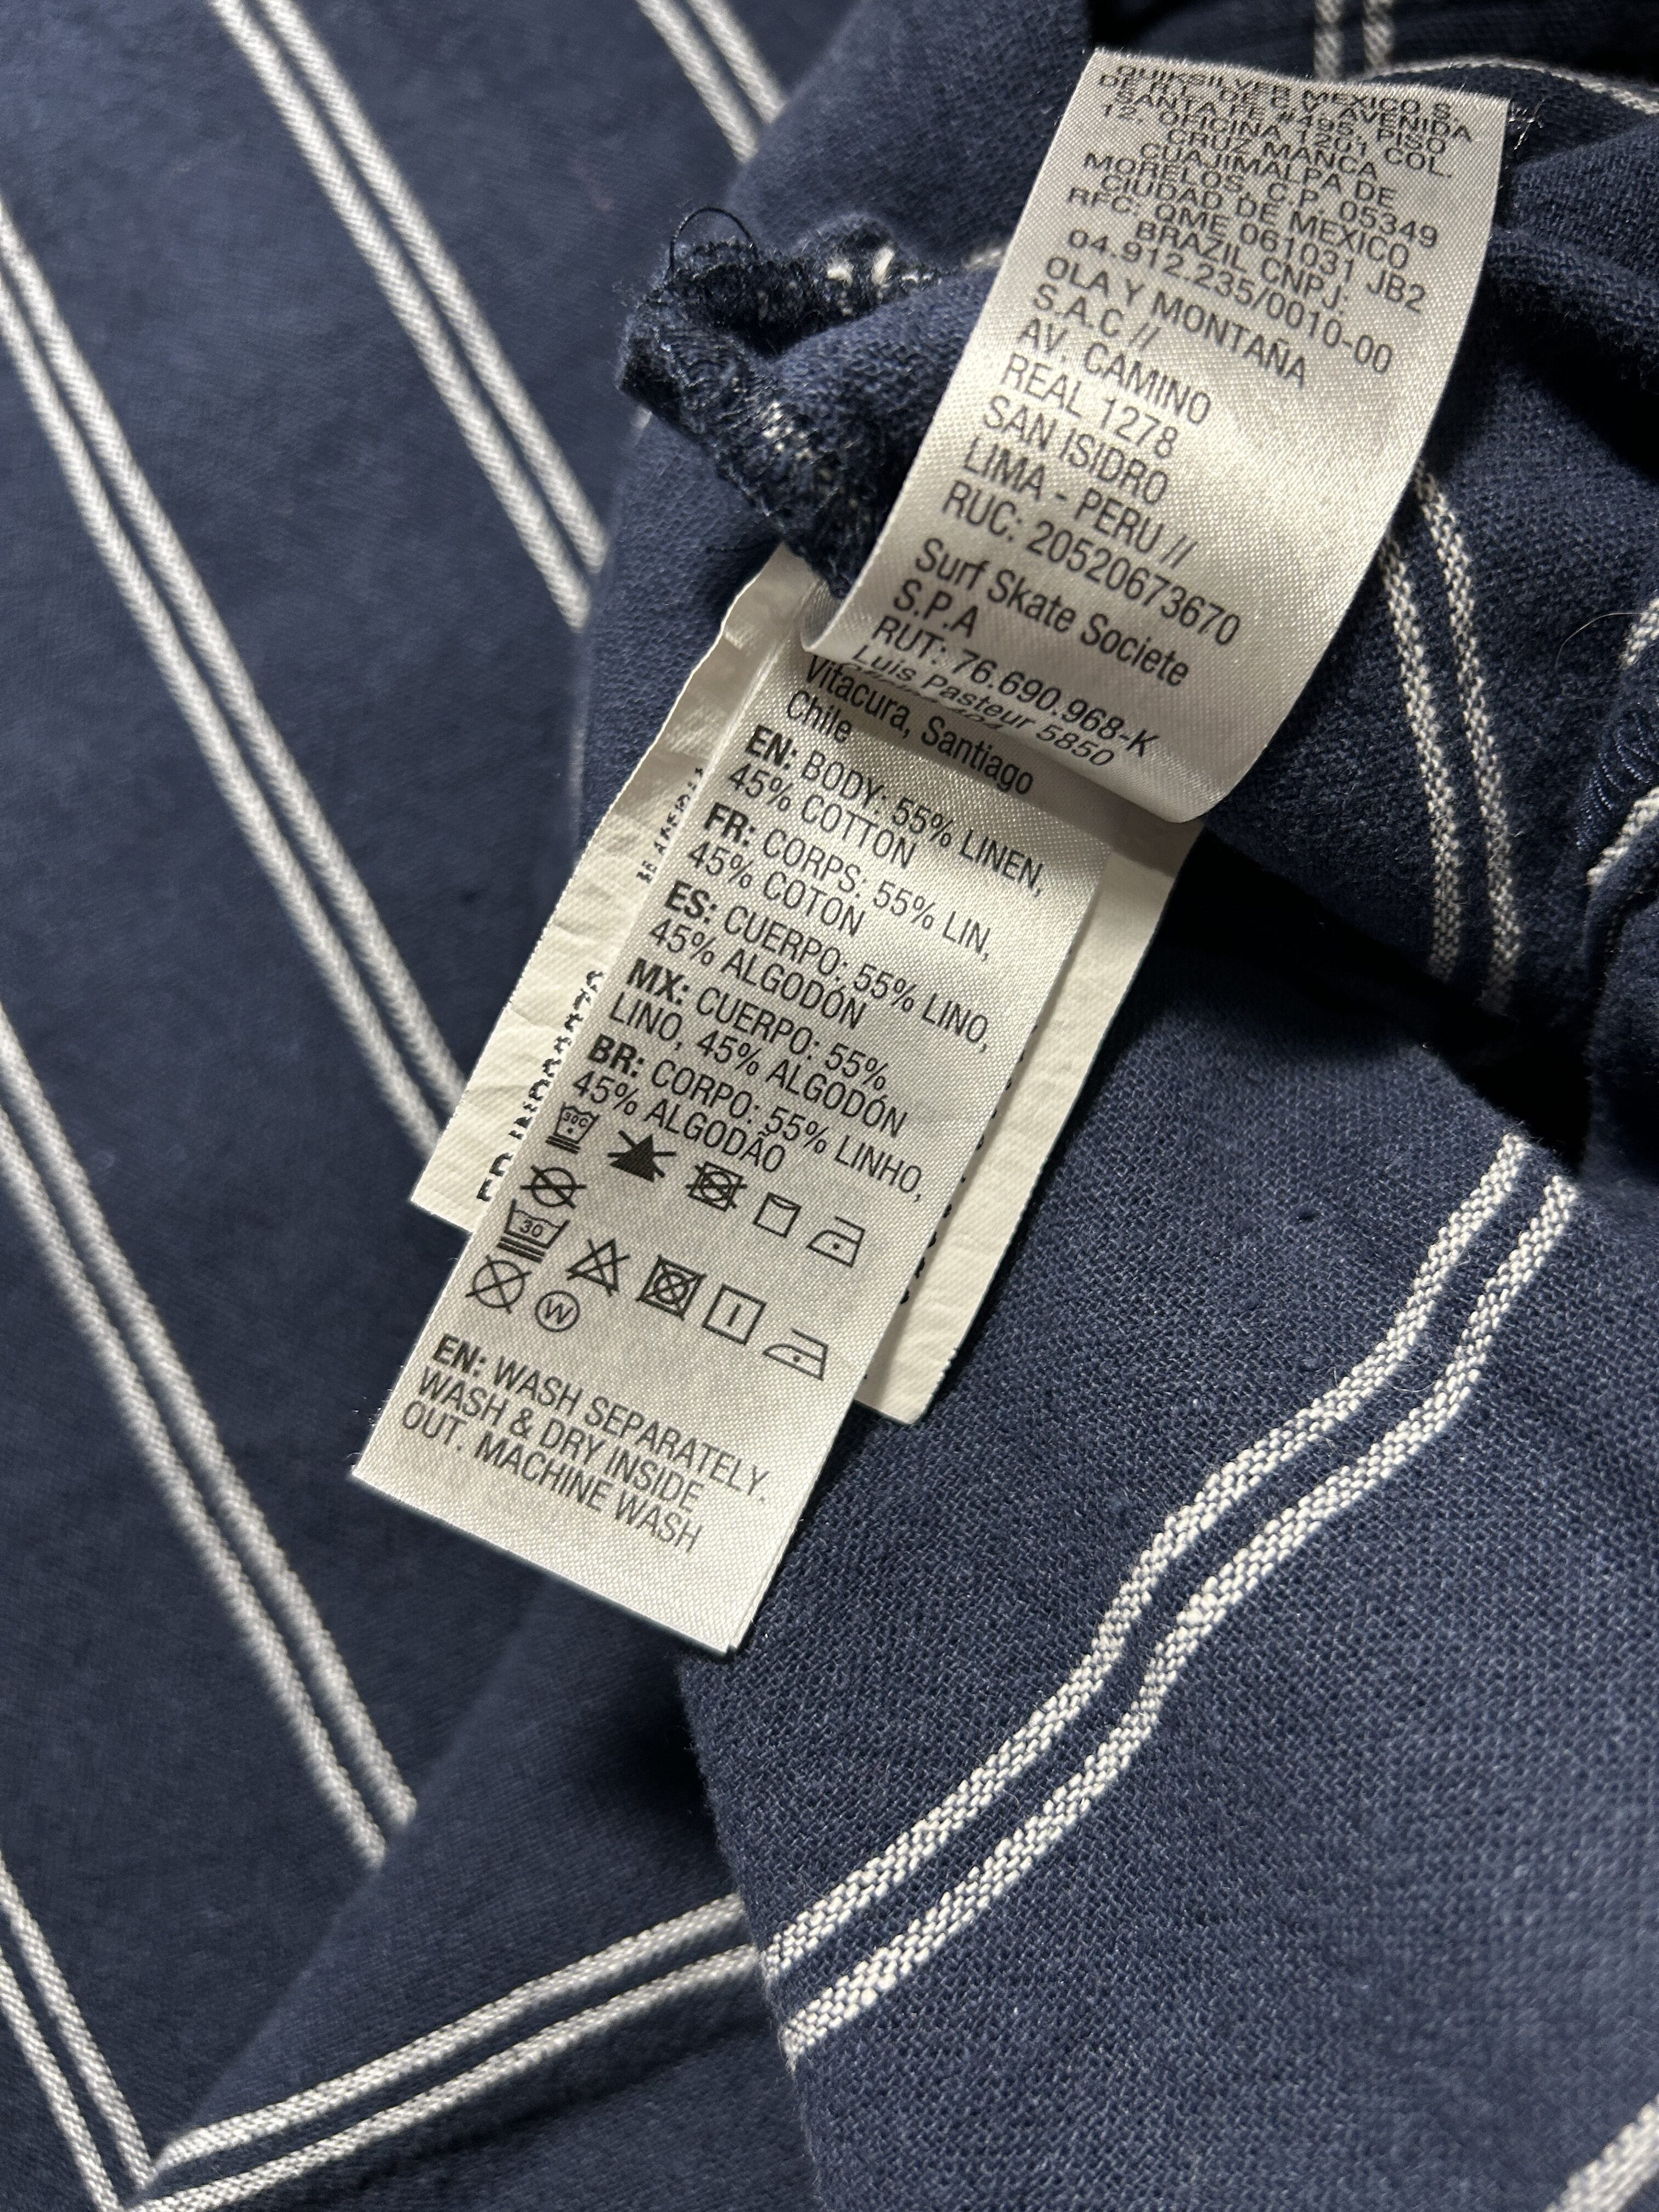 QUIKSILVER MEXICO S.
DE R.L. DE C.V. AVENIDA
SANTA FE #495, PISO
12, OFICINA 1201 COL.
CRUZ MANCA
CUAJIMALPA DE
MORELOS, C.P. 05349
CIUDAD DE MEXICO
RFC: QME 061031 JB2
BRAZIL CNPJ:
04.912.235/0010-00
OLA Y MONTAÑA
S.A.C //
AV. CAMINO
REAL 1278
SAN ISIDRO
LIMA - PERU //
RUC: 20520673670
Surf Skate Societe
S.P.A
RUT: 76.690.968-K
Luis Pasteur 5850
Vitacura, Santiago
Chile
EN: BODY: 55% LINEN,
45% COTTON
FR: CORPS: 55% LIN,
45% COTON
ES: CUERPO: 55% LINO,
45% ALGODÓN
MX: CUERPO: 55%
LINO, 45% ALGODÓN
BR: CORPO: 55% LINHO,
45% ALGODÃO
30C
30
W
EN: WASH SEPARATELY.
WASH & DRY INSIDE
OUT. MACHINE WASH